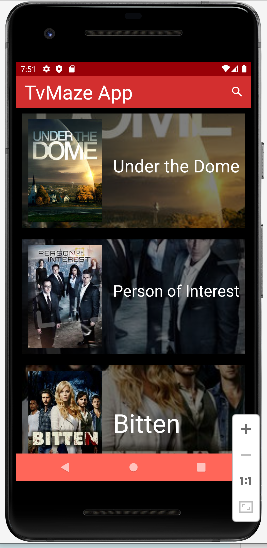 7:51
TvMaze App
UNDER THE
DOME
DOME
Under the Dome
PERSON OF
INTEREST
Person of Interest
BITTEN
Bitten
1:1